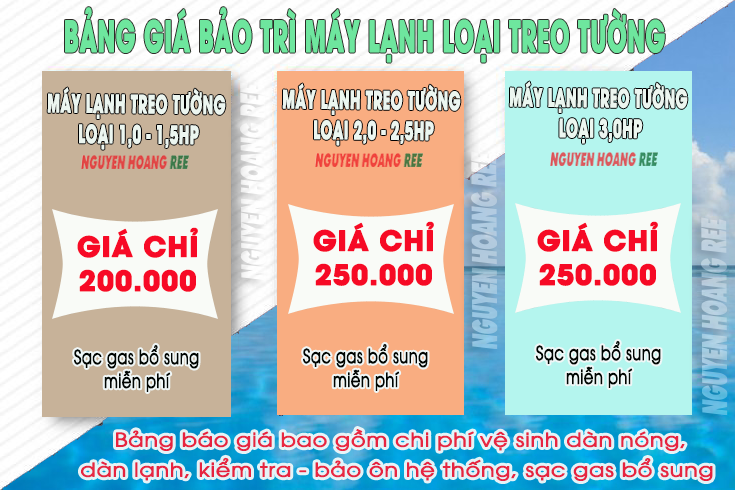 BẢNG GIÁ BẢO TRÌ MÁY LẠNH LOẠI TREO TƯỜNG
MÁY LẠNH TREO TƯỜNG
LOẠI 1,0 - 1,5HP
NGUYEN HOANG REE
GIÁ CHỈ
200.000
Sạc gas bổ sung
miễn phí
NGUYEN HOANG REE
MÁY LẠNH TREO TƯỜNG
LOẠI 2,0 - 2,5HP
NGUYEN HOANG REE
GIÁ CHỈ
250.000
Sạc gas bổ sung
miễn phí
NGUYEN HOANG REE
MÁY LẠNH TREO TƯỜNG
LOẠI 3,0HP
NGUYEN HOANG REE
GIÁ CHỈ
250.000
Sạc gas bổ sung
miễn phí
NGUYEN HOANG REE
Bảng báo giá bao gồm chi phí vệ sinh dàn nóng,
dàn lạnh, kiểm tra - bảo ôn hệ thống, sạc gas bổ sung